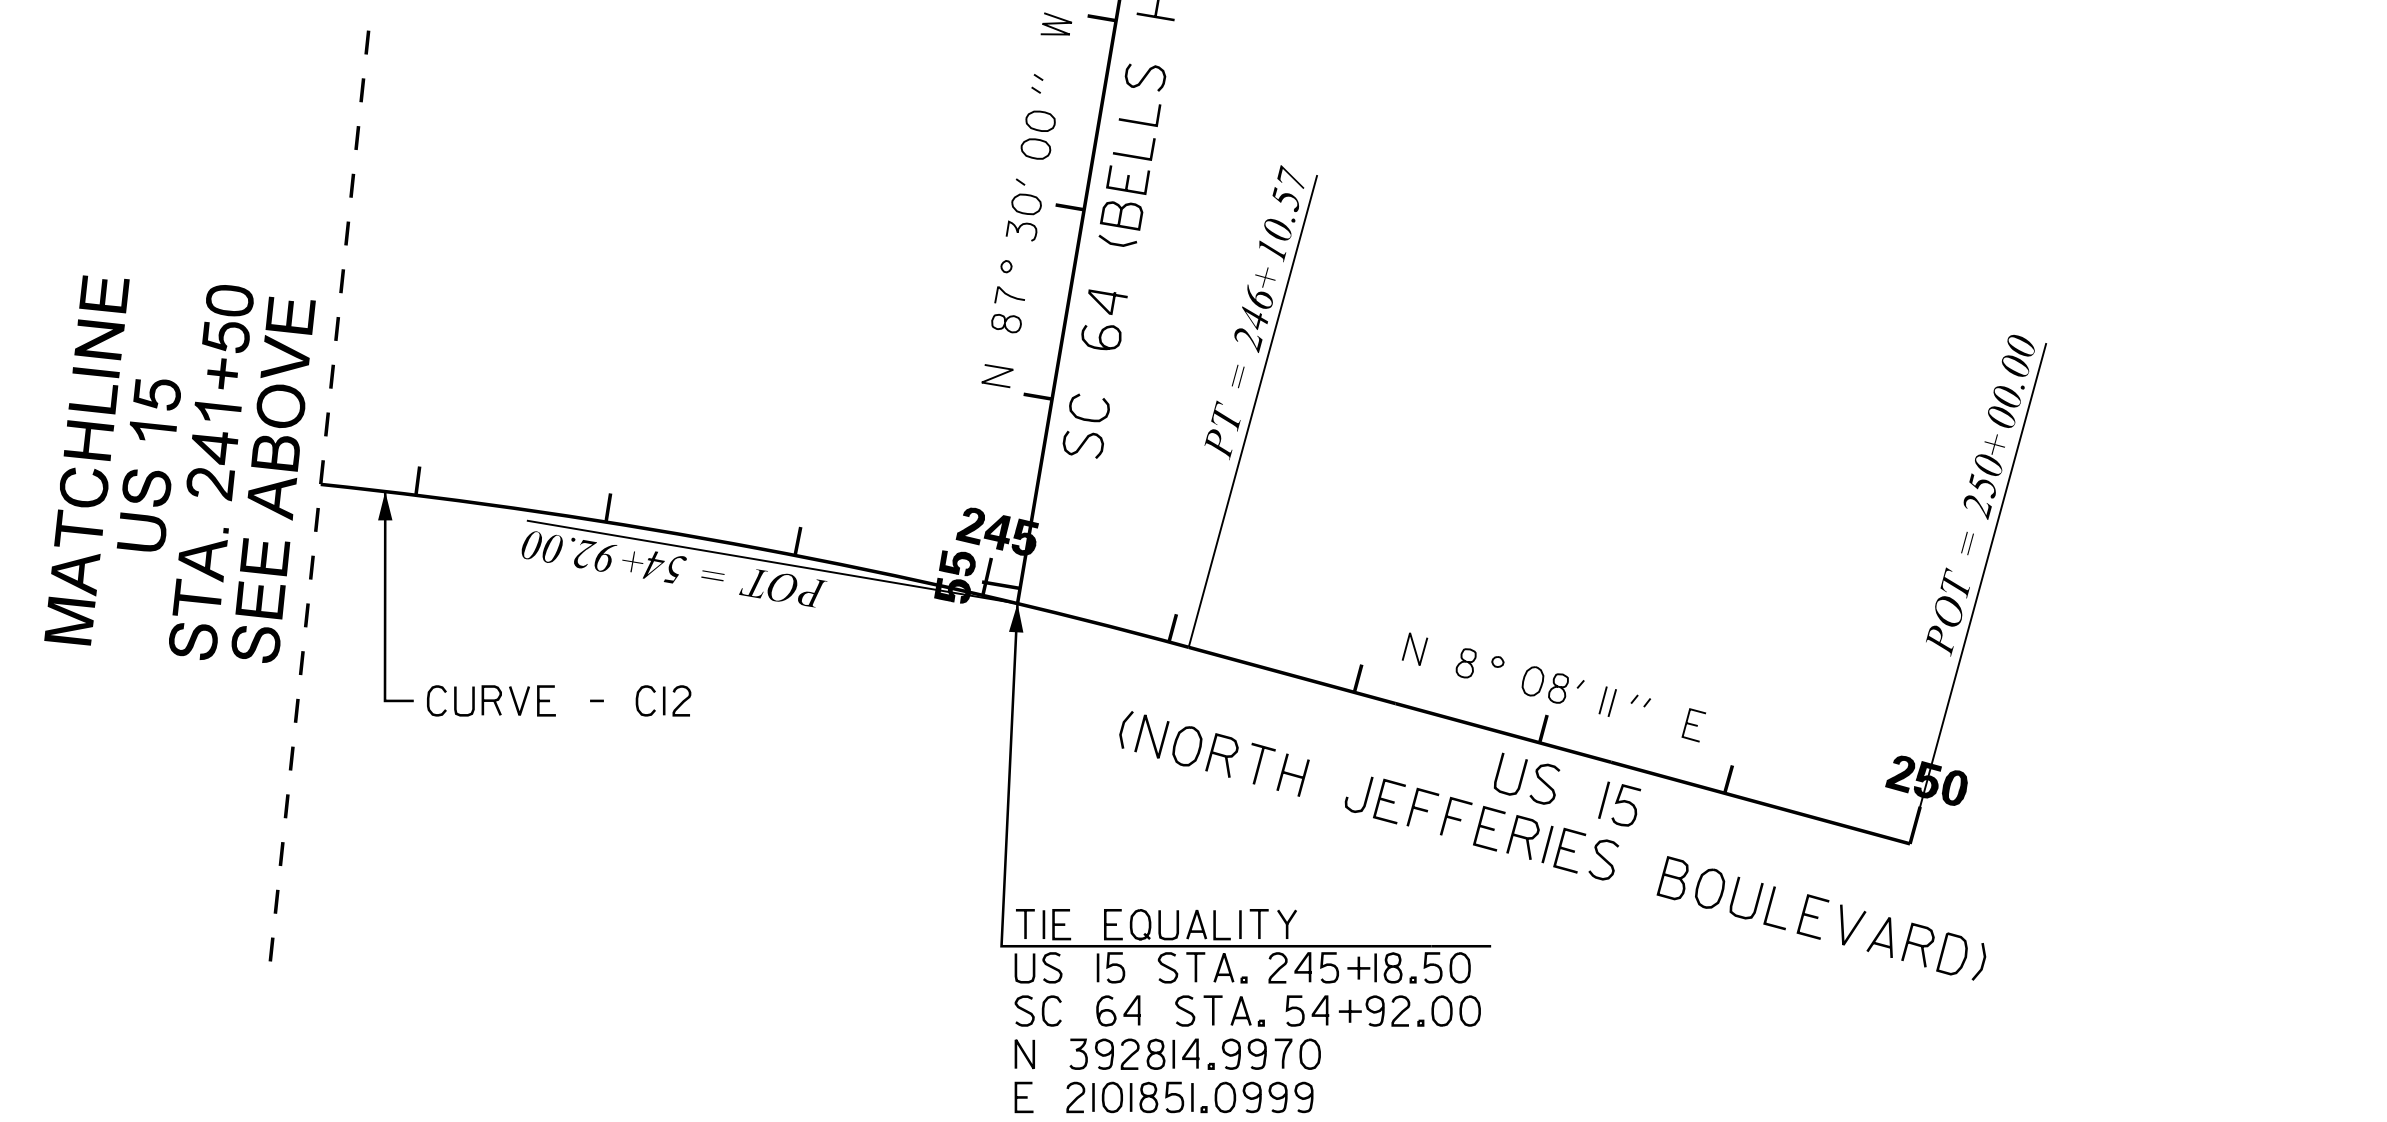 MATCHLINE
US 15
STA. 241+50
SEE ABOVE
N 87° 30' 00" W
SC 64 (BELLS
PT = 246+10.57
POT = 250+00.00
245
55
POT = 54+92.00
CURVE - C12
N 8° 08' 11" E
250
US 15
(NORTH JEFFERIES BOULEVARD)
TIE EQUALITY
US 15 STA. 245+18.50
SC 64 STA. 54+92.00
N 392814.9970
E 2101851.0999